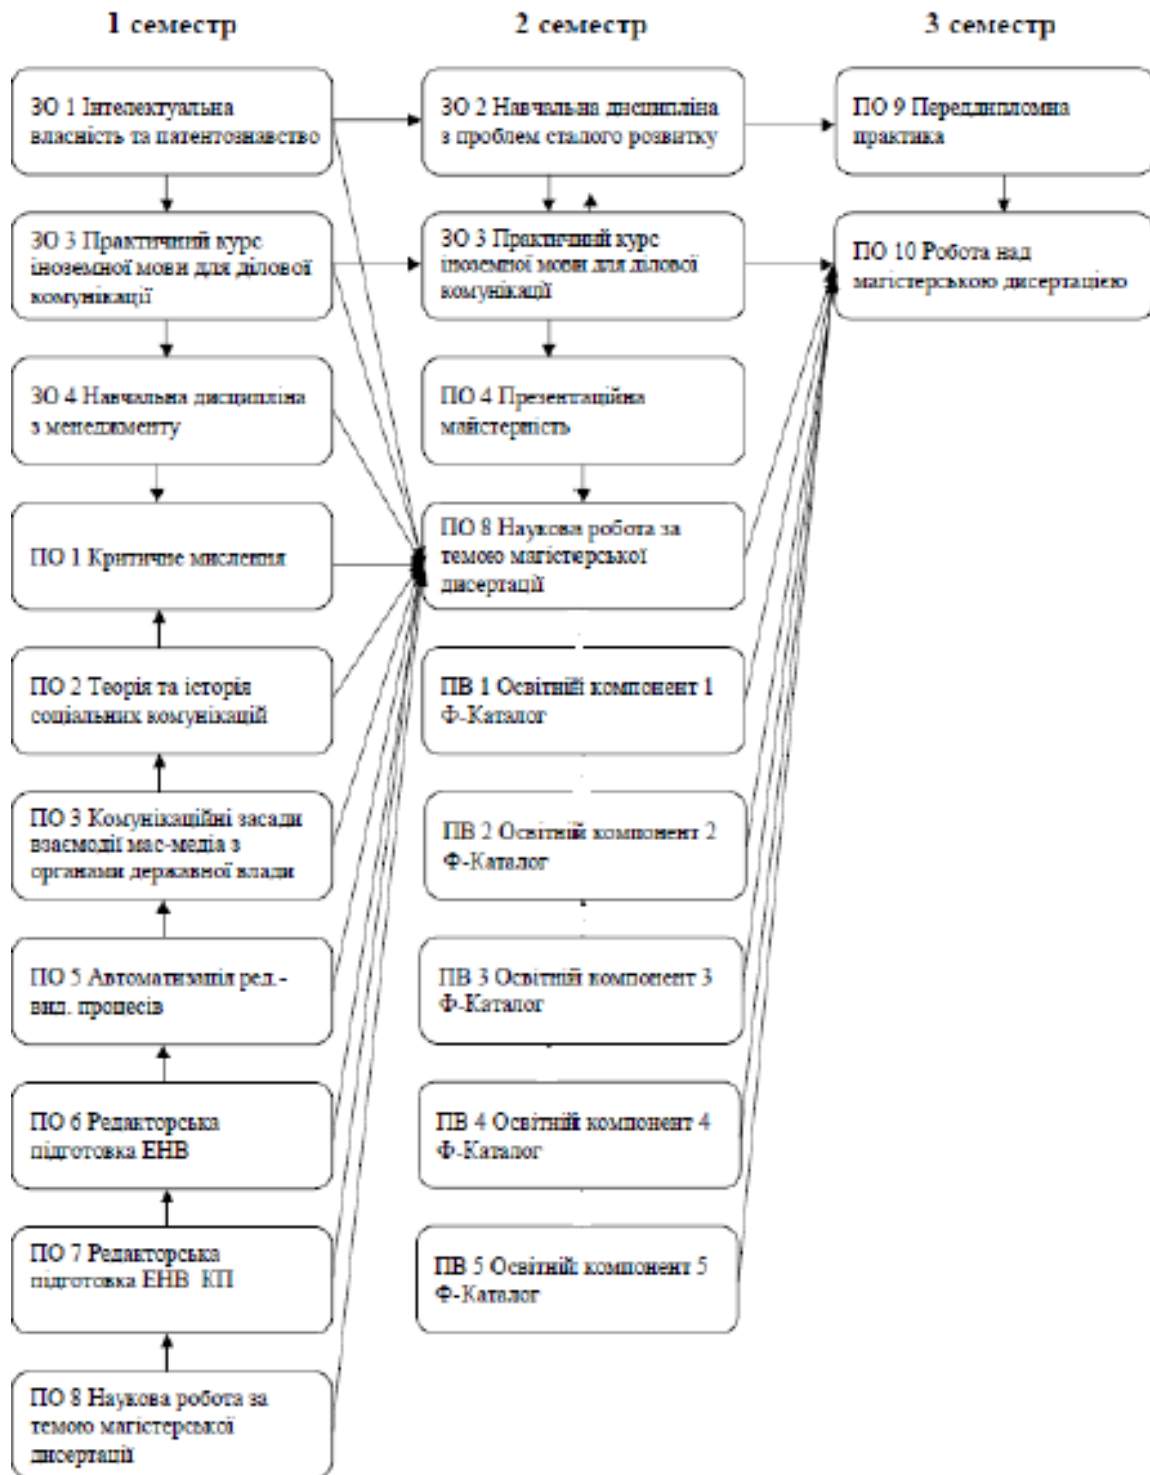 1 семестр
2 семестр
3 семестр
ЗО 1 Інтелектуальна
власність та патентознавство
ЗО 3 Практичний курс
іноземної мови для ділової
комунікації
ЗО 4 Навчальна дисципліна
з менеджменту
ПО 1 Критичне мислення
ПО 2 Теорія та історія
соціальних комунікацій
ПО 3 Комунікаційні засади
взаємодії мас-медіа з
органами державної влади
ПО 5 Автоматизація ред.-
вид. процесів
ПО 6 Редакторська
підготовка ЕНВ
ПО 7 Редакторська
підготовка ЕНВ КП
ПО 8 Наукова робота за
темою магістерської
дисертації
ЗО 2 Навчальна дисципліна
з проблем сталого розвитку
ЗО 3 Практичний курс
іноземної мови для ділової
комунікації
ПО 4 Презентаційна
майстерність
ПО 8 Наукова робота за
темою магістерської
дисертації
ПВ 1 Освітній компонент 1
Ф-Каталог
ПВ 2 Освітній компонент 2
Ф-Каталог
ПВ 3 Освітній компонент 3
Ф-Каталог
ПВ 4 Освітній компонент 4
Ф-Каталог
ПВ 5 Освітній компонент 5
Ф-Каталог
ПО 9 Переддипломна
практика
ПО 10 Робота над
магістерською дисертацією